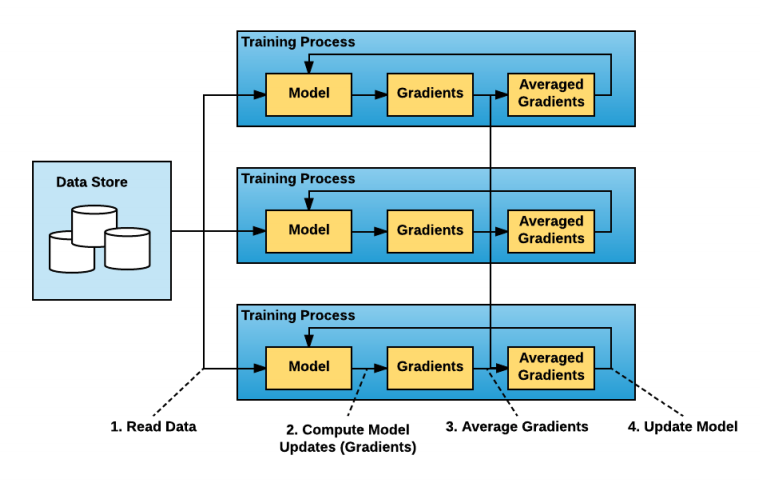 Training Process
Model
Gradients
Averaged
Gradients
Data Store
Training Process
Model
Gradients
Averaged
Gradients
Training Process
Model
Gradients
Averaged
Gradients
1. Read Data
2. Compute Model
Updates (Gradients)
3. Average Gradients
4. Update Model